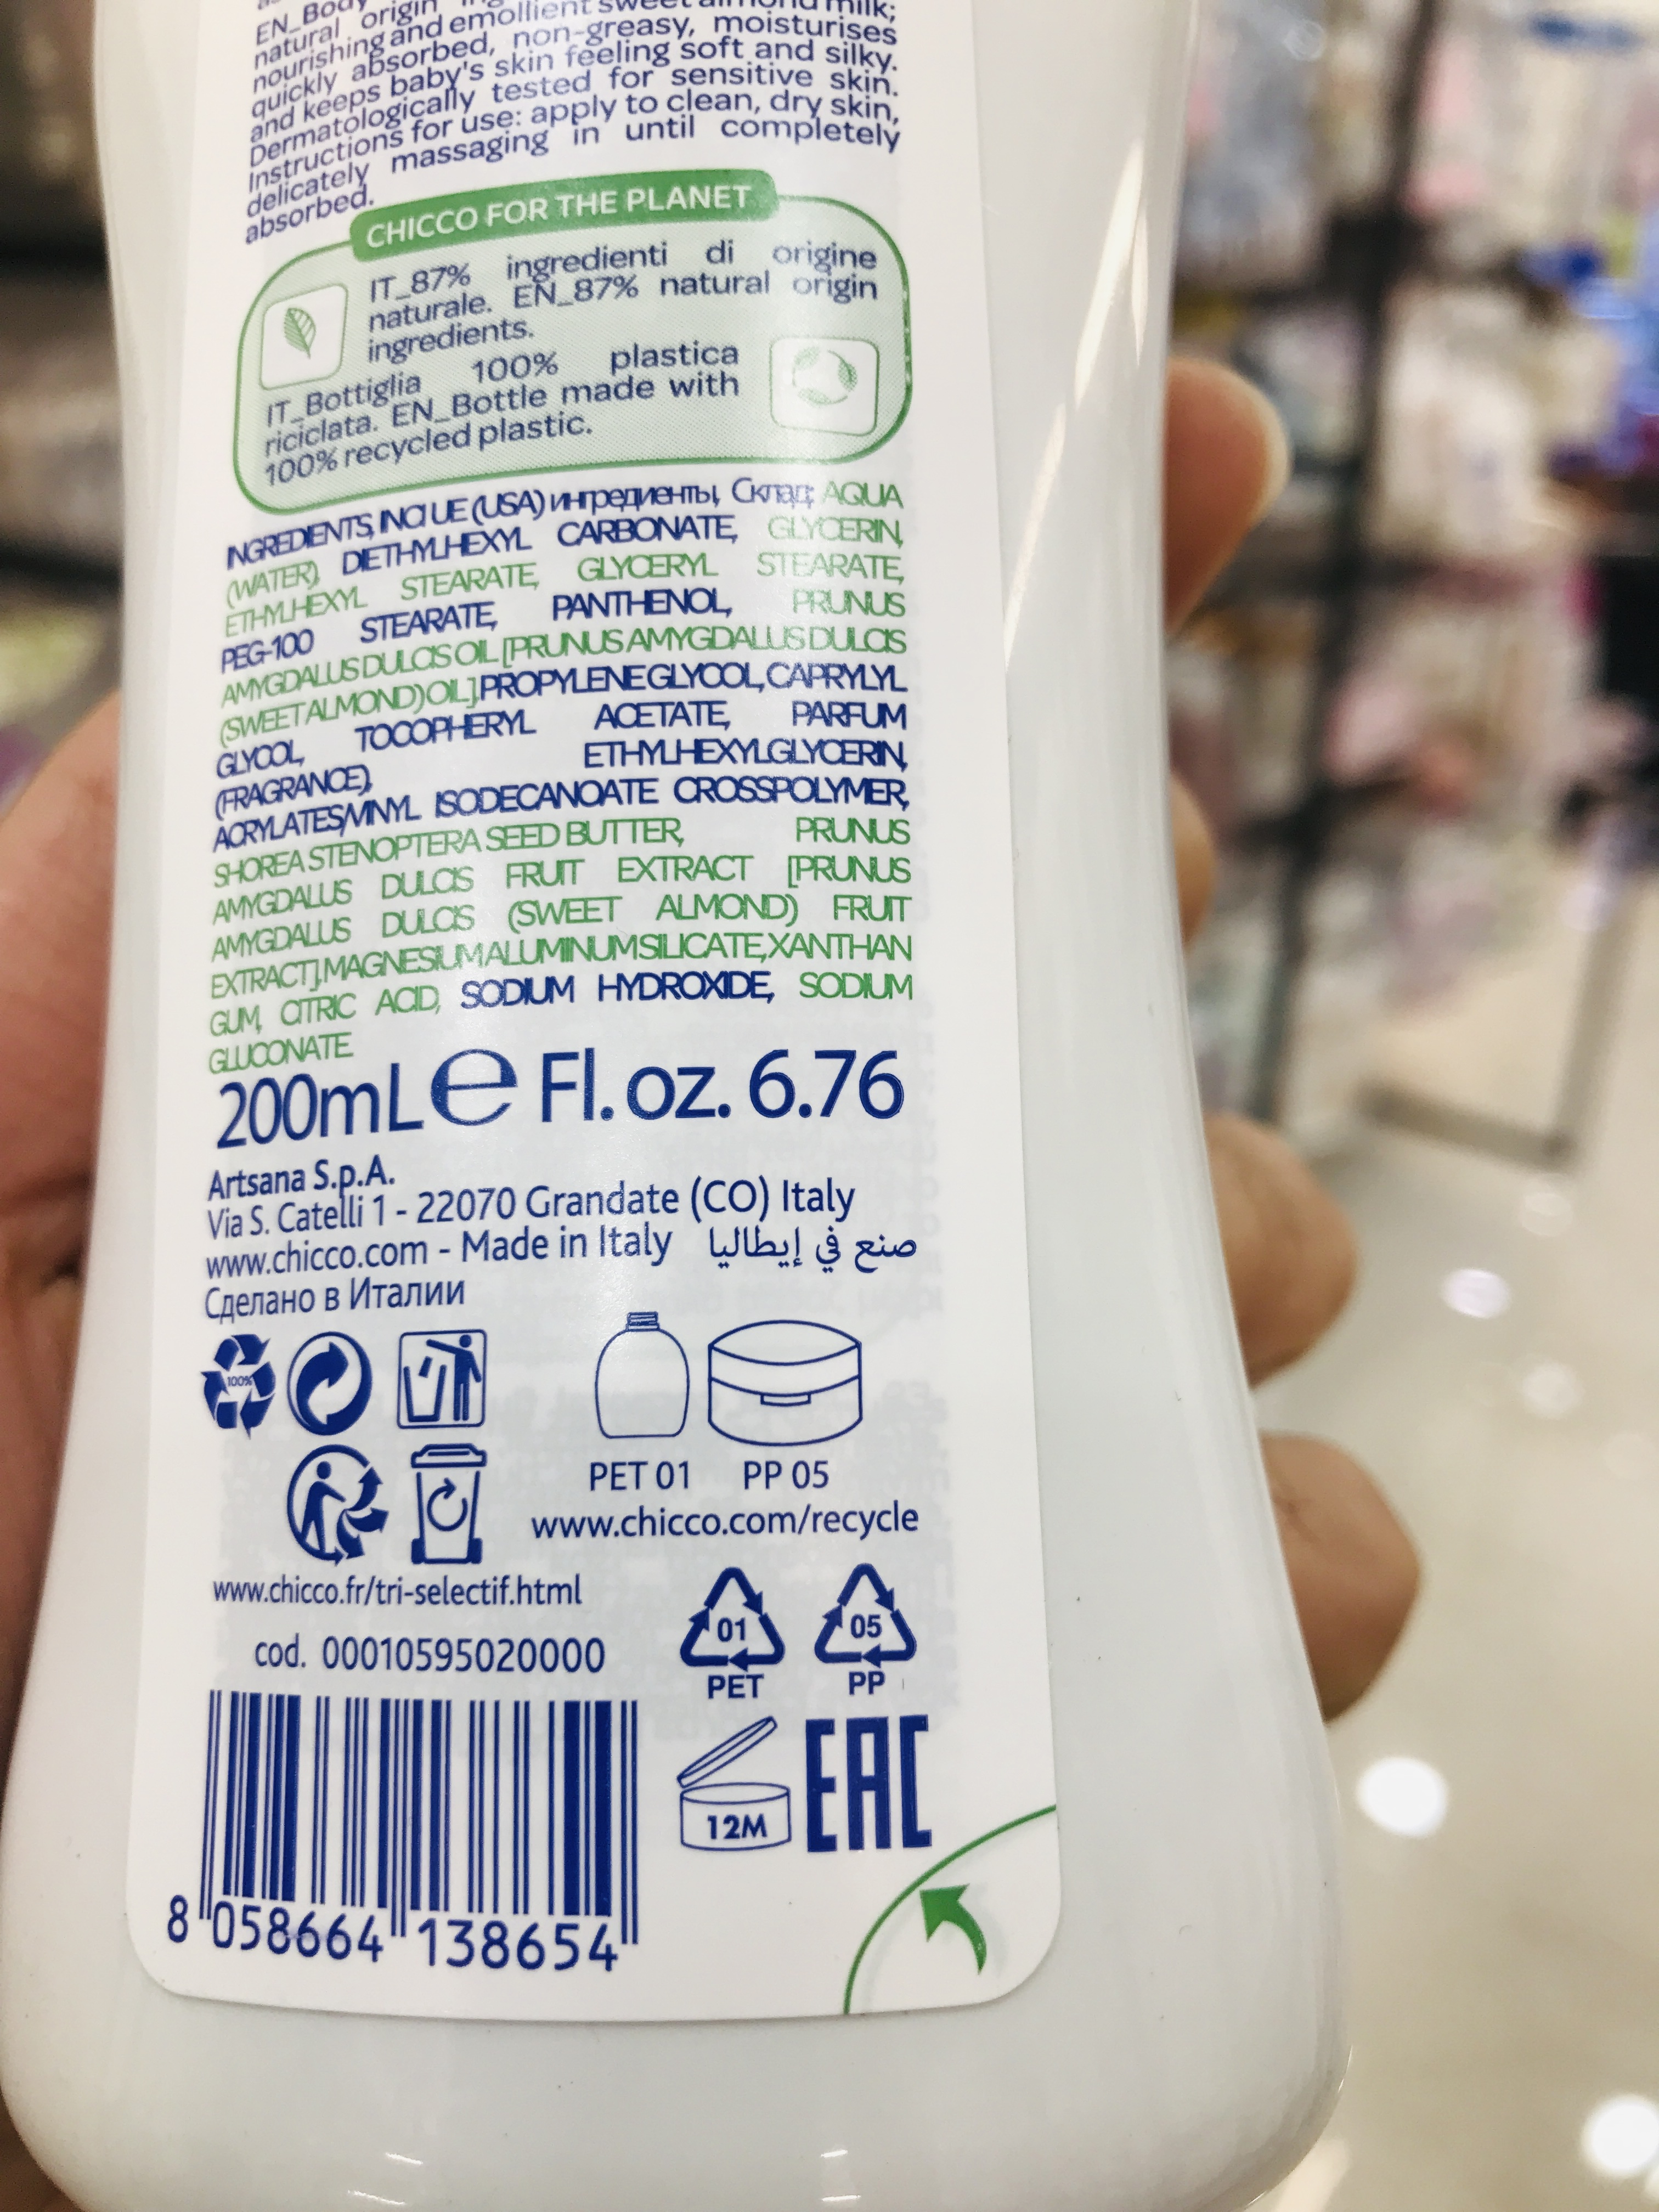 EN_Body
natural origin
nourishing and emollient sweet almond milk;
quickly absorbed, non-greasy, moisturises
and keeps baby's skin feeling soft and silky.
Dermatologically tested for sensitive skin.
Instructions for use: apply to clean, dry skin,
delicately massaging in until completely
absorbed.
CHICCO FOR THE PLANET
IT_87% ingredienti di origine
naturale. EN_87% natural origin
ingredients.
IT_Bottiglia 100% plastica
riciclata. EN_Bottle made with
100% recycled plastic.
INGREDIENTS, INCI UE (USA) ингредиенты, Склад: AQUA
(WATER), DIETHYLHEXYL CARBONATE, GLYCERIN,
ETHYLHEXYL STEARATE, GLYCERYL STEARATE,
PEG-100 STEARATE, PANTHENOL, PRUNUS
AMYGDALUS DULCIS OIL [PRUNUS AMYGDALUS DULCIS
(SWEET ALMOND) OIL], PROPYLENE GLYCOL, CAPRYLYL
GLYCOL, TOCOPHERYL ACETATE, PARFUM
(FRAGRANCE), ETHYLHEXYLGLYCERIN,
ACRYLATES/VINYL ISODECANOATE CROSSPOLYMER,
SHOREA STENOPTERA SEED BUTTER, PRUNUS
AMYGDALUS DULCIS FRUIT EXTRACT [PRUNUS
AMYGDALUS DULCIS (SWEET ALMOND) FRUIT
EXTRACT], MAGNESIUM ALUMINUM SILICATE, XANTHAN
GUM, CITRIC ACID, SODIUM HYDROXIDE, SODIUM
GLUCONATE
200mL e Fl. oz. 6.76
Artsana S.p.A.
Via S. Catelli 1 - 22070 Grandate (CO) Italy
www.chicco.com - Made in Italy صنع في إيطاليا
Сделано в Италии
100%
PET 01 PP 05
www.chicco.com/recycle
www.chicco.fr/tri-selectif.html
01 05
PET PP
cod. 00010595020000
12M EAC
8 058664 138654